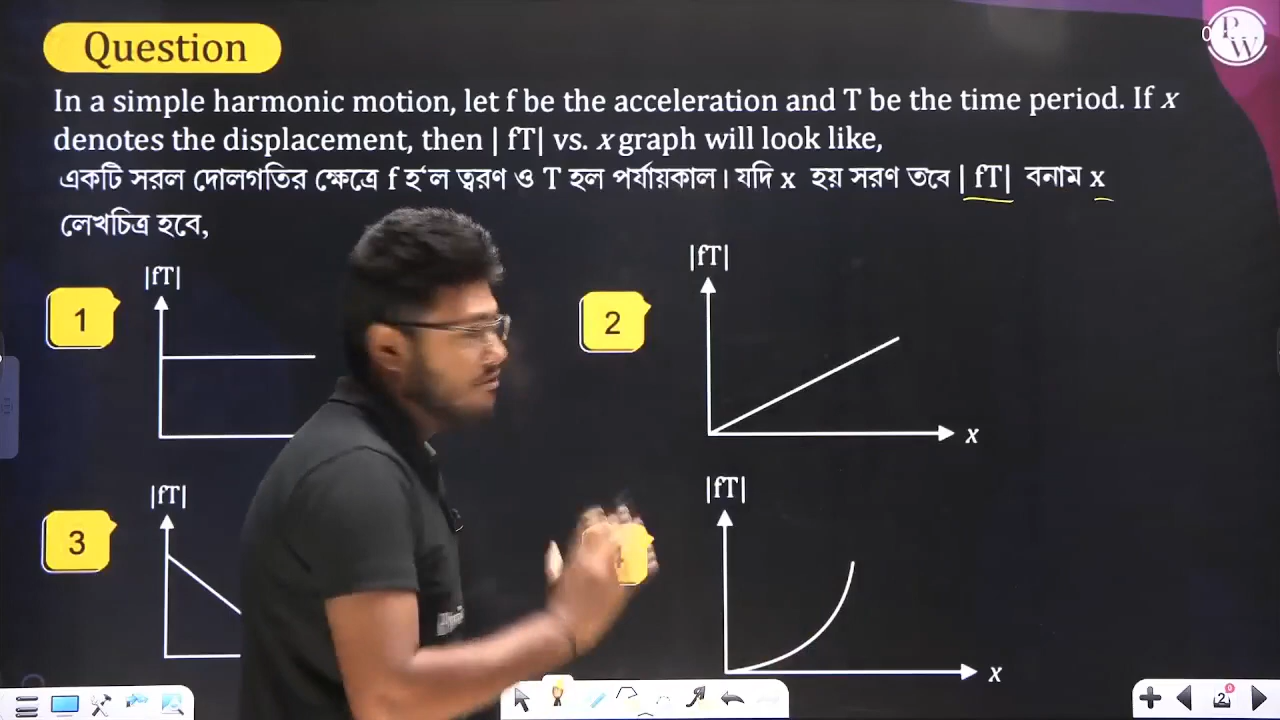 Question
In a simple harmonic motion, let f be the acceleration and T be the time period. If x
denotes the displacement, then | fT| vs. x graph will look like,
একটি সরল দোলগতির ক্ষেত্রে f হ'ল ত্বরণ ও T হল পর্যায়কাল। যদি x হয় সরণ তবে | fT| বনাম x
লেখচিত্র হবে,
1
|fT|
2
|fT|
x
3
|fT|
|fT|
x
PW
2